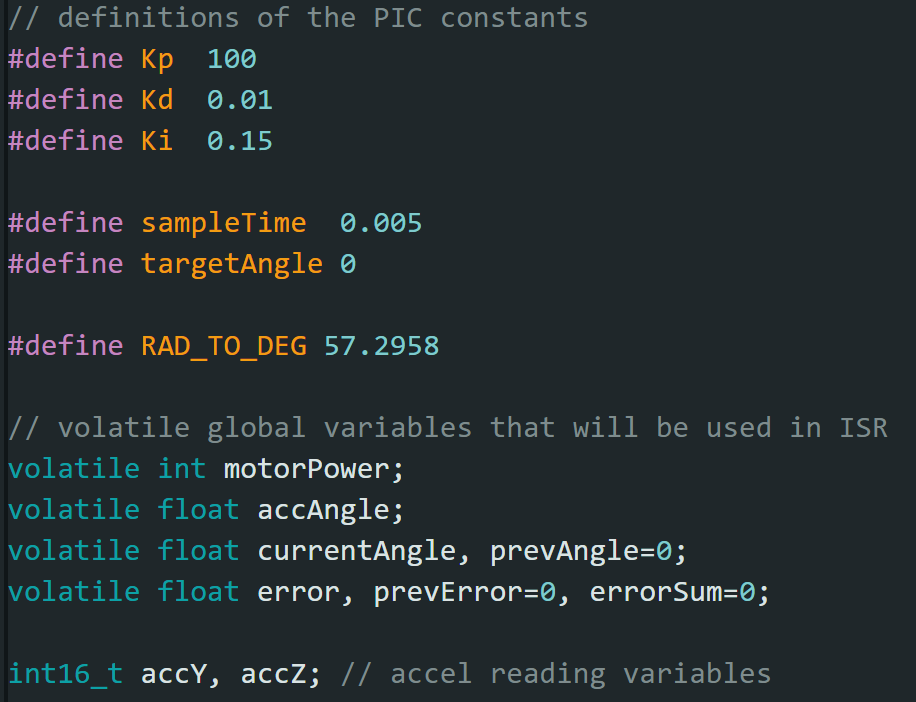 // definitions of the PIC constants
#define Kp  100
#define Kd  0.01
#define Ki  0.15
#define sampleTime  0.005
#define targetAngle 0
#define RAD_TO_DEG 57.2958
// volatile global variables that will be used in ISR
volatile int motorPower;
volatile float accAngle;
volatile float currentAngle, prevAngle=0;
volatile float error, prevError=0, errorSum=0;
int16_t accY, accZ; // accel reading variables